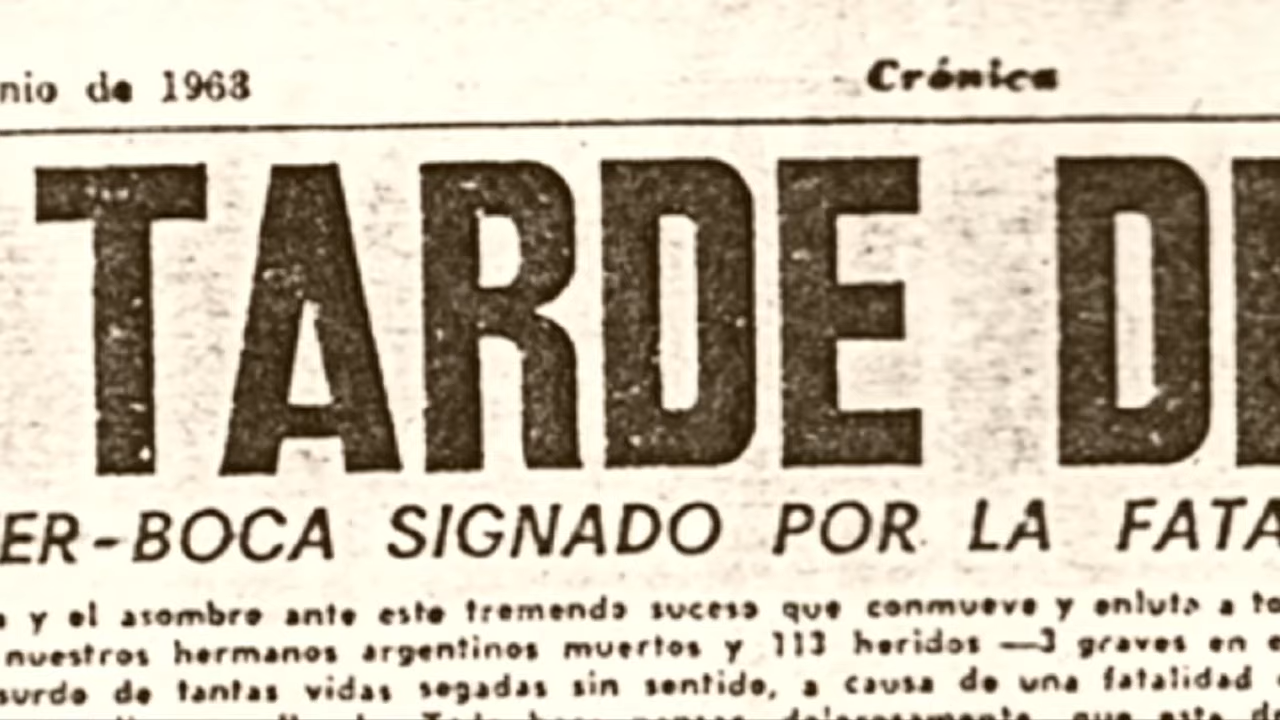 nio de 1968 Crónica
TARDE DE
ER-BOCA SIGNADO POR LA FATA
y el asombro ante este tremendo suceso que conmueve y enluta a to
nuestros hermanos argentinos muertos y 113 heridos —3 graves en e
surdo de tantas vidas segadas sin sentido, a causa de una fatalidad